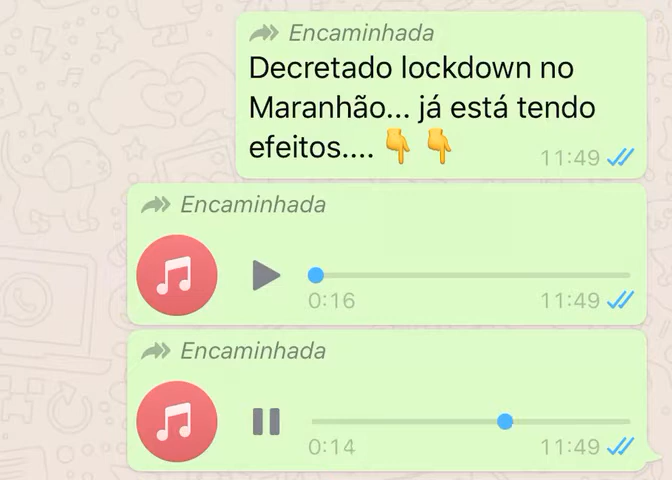 Encaminhada
Decretado lockdown no
Maranhão... já está tendo
efeitos.... 👇 👇
11:49
Encaminhada
0:16 11:49
Encaminhada
0:14 11:49